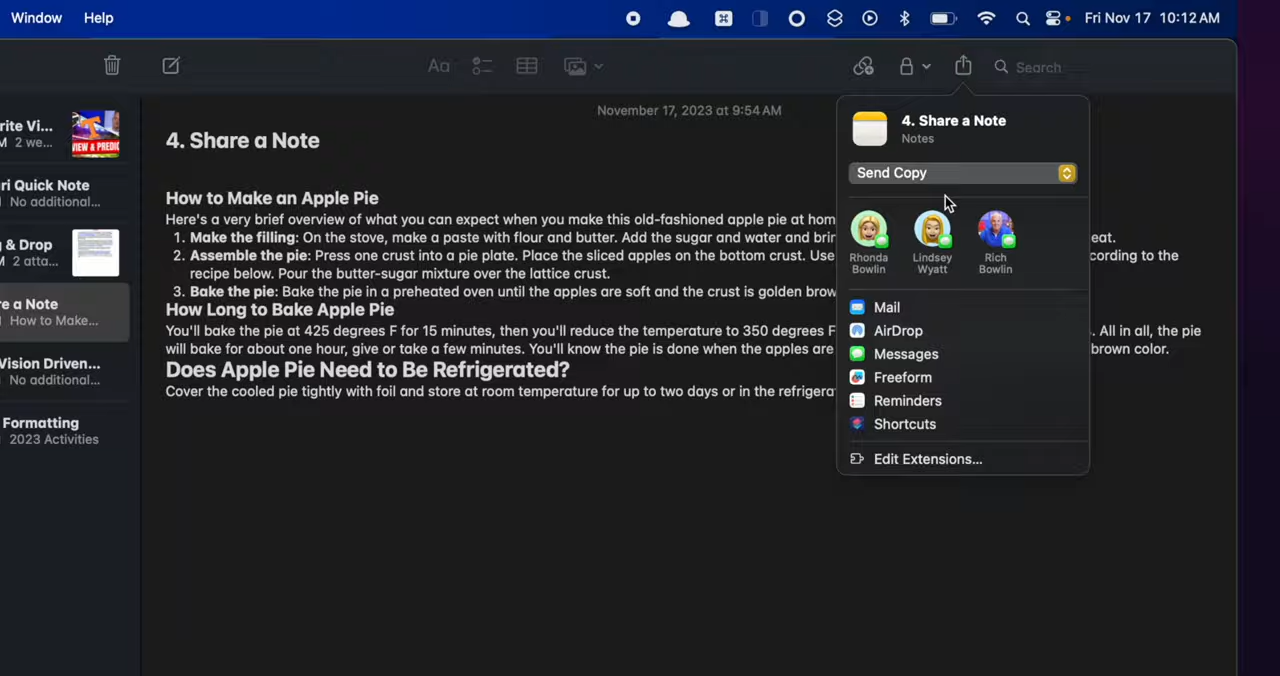 Window Help
Fri Nov 17 10:12 AM
Aa
Search
rite Vi...
M 2 we...
VIEW & PREDIC
ri Quick Note
No additional...
& Drop
M 2 atta...
e a Note
How to Make...
Vision Driven...
No additional...
Formatting
2023 Activities
November 17, 2023 at 9:54 AM
4. Share a Note
How to Make an Apple Pie
Here's a very brief overview of what you can expect when you make this old-fashioned apple pie at hom
1. Make the filling: On the stove, make a paste with flour and butter. Add the sugar and water and brin eat.
2. Assemble the pie: Press one crust into a pie plate. Place the sliced apples on the bottom crust. Use cording to the
recipe below. Pour the butter-sugar mixture over the lattice crust.
3. Bake the pie: Bake the pie in a preheated oven until the apples are soft and the crust is golden brow
How Long to Bake Apple Pie
You'll bake the pie at 425 degrees F for 15 minutes, then you'll reduce the temperature to 350 degrees F . All in all, the pie
will bake for about one hour, give or take a few minutes. You'll know the pie is done when the apples are brown color.
Does Apple Pie Need to Be Refrigerated?
Cover the cooled pie tightly with foil and store at room temperature for up to two days or in the refrigera
4. Share a Note
Notes
Send Copy
Rhonda Bowlin
Lindsey Wyatt
Rich Bowlin
Mail
AirDrop
Messages
Freeform
Reminders
Shortcuts
Edit Extensions...